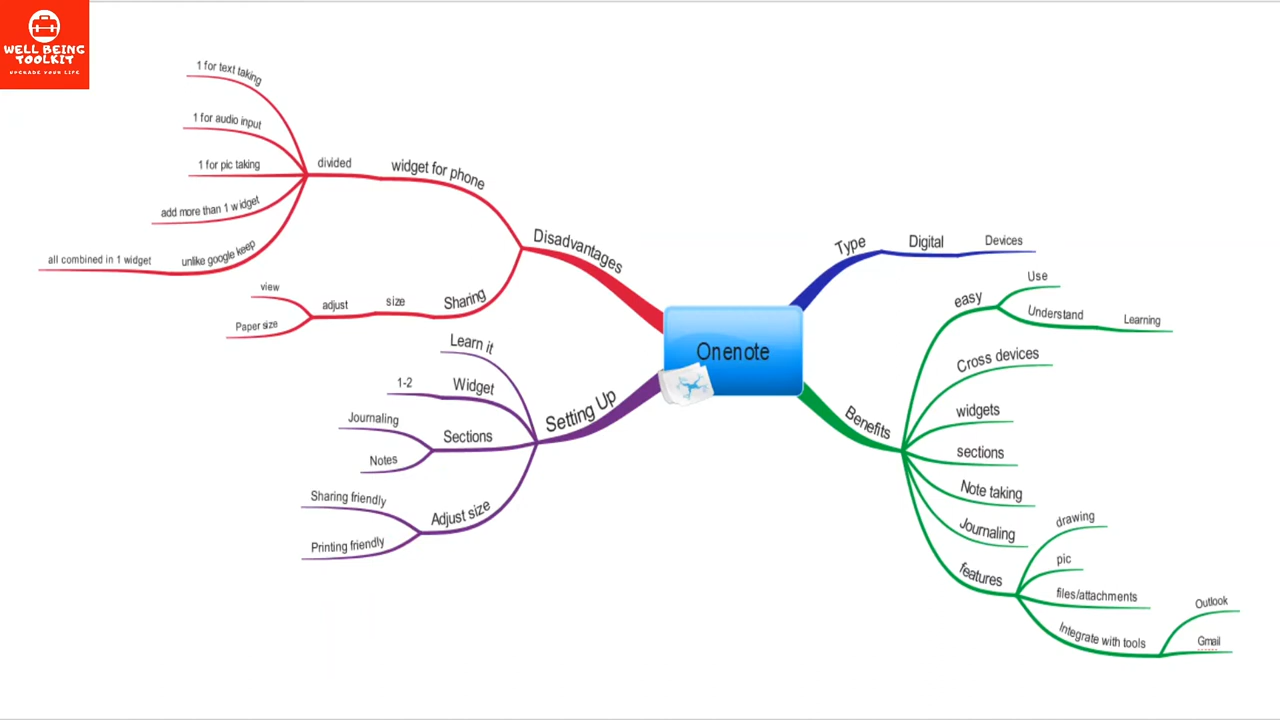 WELL BEING
TOOLKIT
UPGRADE YOUR LIFE
Onenote
Type
Digital
Devices
Benefits
easy
Use
Understand
Learning
Cross devices
widgets
sections
Note taking
Journaling
features
drawing
pic
files/attachments
Integrate with tools
Outlook
Gmail
Disadvantages
widget for phone
divided
1 for text taking
1 for audio input
1 for pic taking
add more than 1 widget
unlike google keep
all combined in 1 widget
Sharing
size
adjust
view
Paper size
Setting Up
Learn it
Widget
1-2
Sections
Journaling
Notes
Adjust size
Sharing friendly
Printing friendly